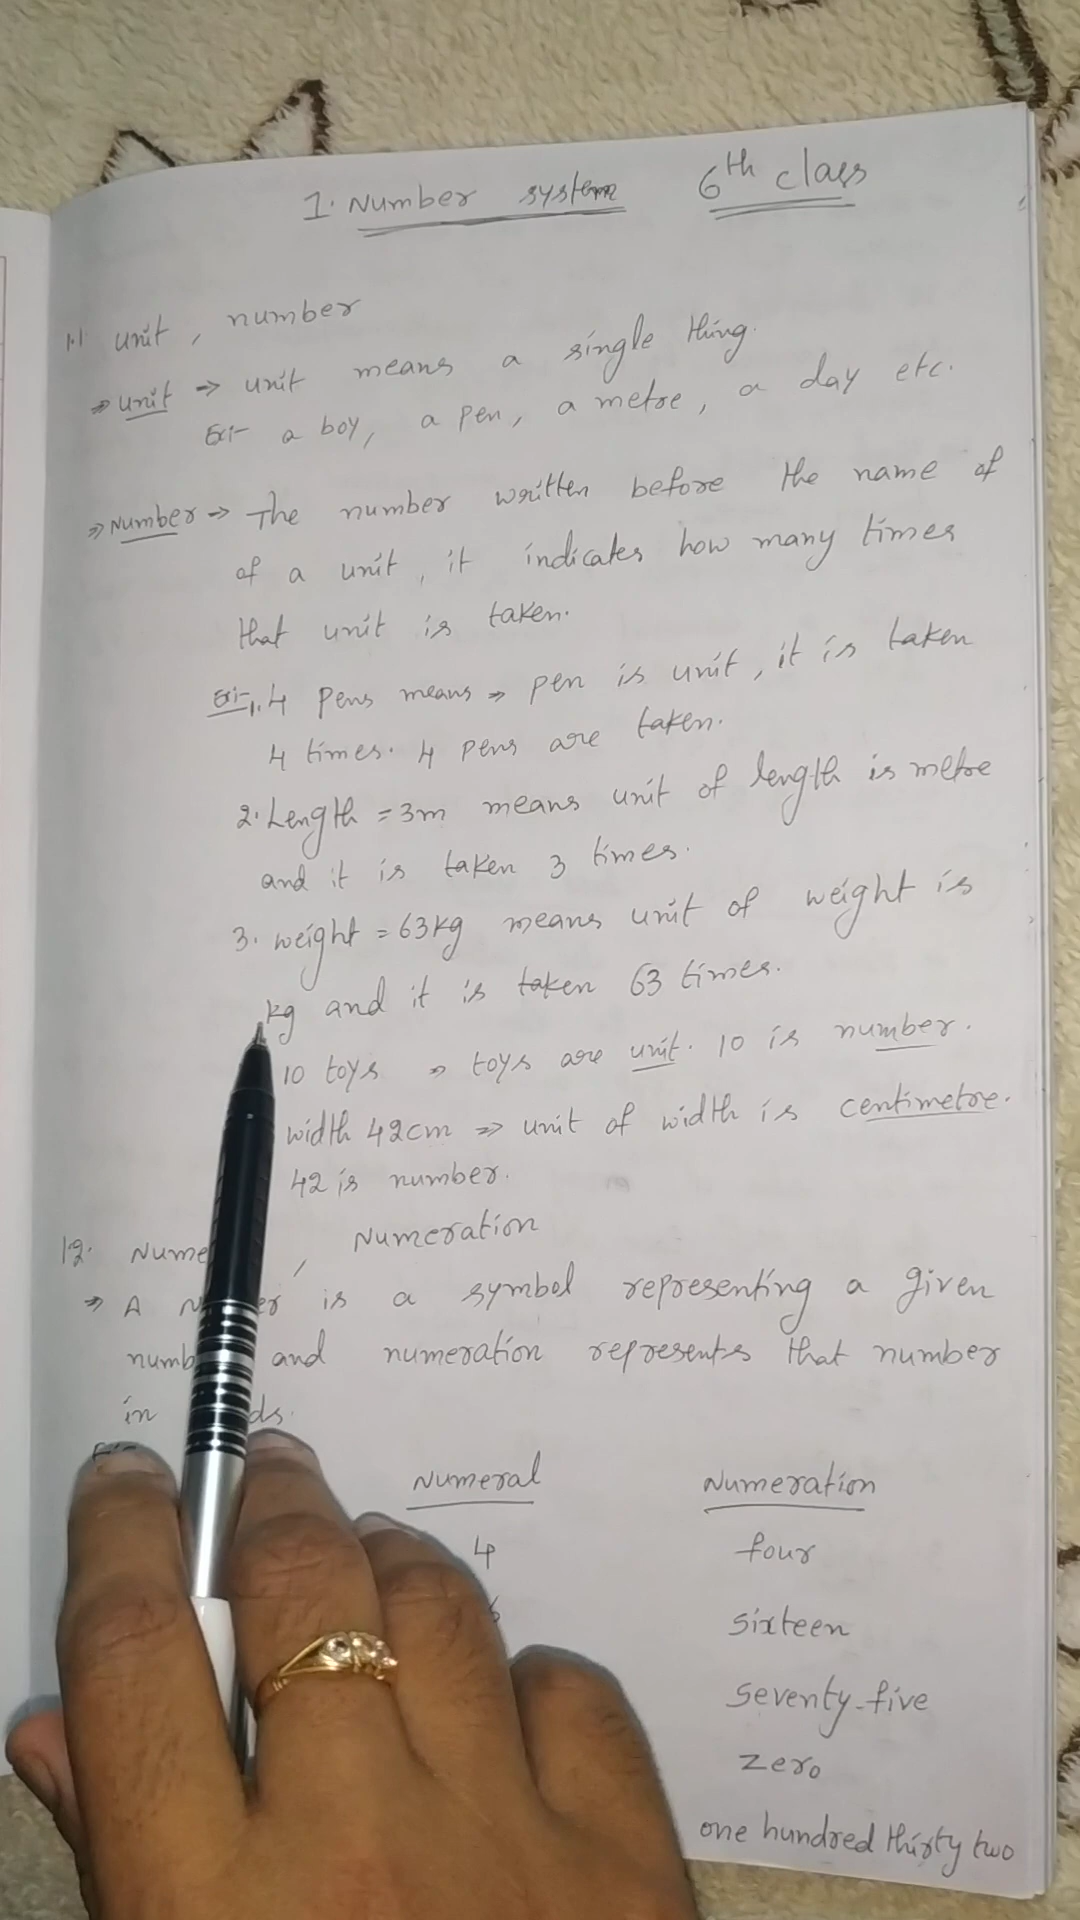 1. Number system 6th class
1.1 unit, number
⇒ unit → unit means a single thing.
Ex:- a boy, a pen, a metre, a day etc.
⇒ Number → The number written before the name of
of a unit, it indicates how many times
that unit is taken.
Ex:- 1. 4 pens means ⇒ pen is unit, it is taken
4 times. 4 pens are taken.
2. Length = 3m means unit of length is metre
and it is taken 3 times.
3. weight = 63kg means unit of weight is
kg and it is taken 63 times.
10 toys ⇒ toys are unit. 10 is number.
width 42cm ⇒ unit of width is centimetre.
42 is number.
12. , Numeration
⇒ A is a symbol representing a given
and numeration represents that number
in
Numeral Numeration
4 four
sixteen
seventy-five
zero
one hundred thirty two